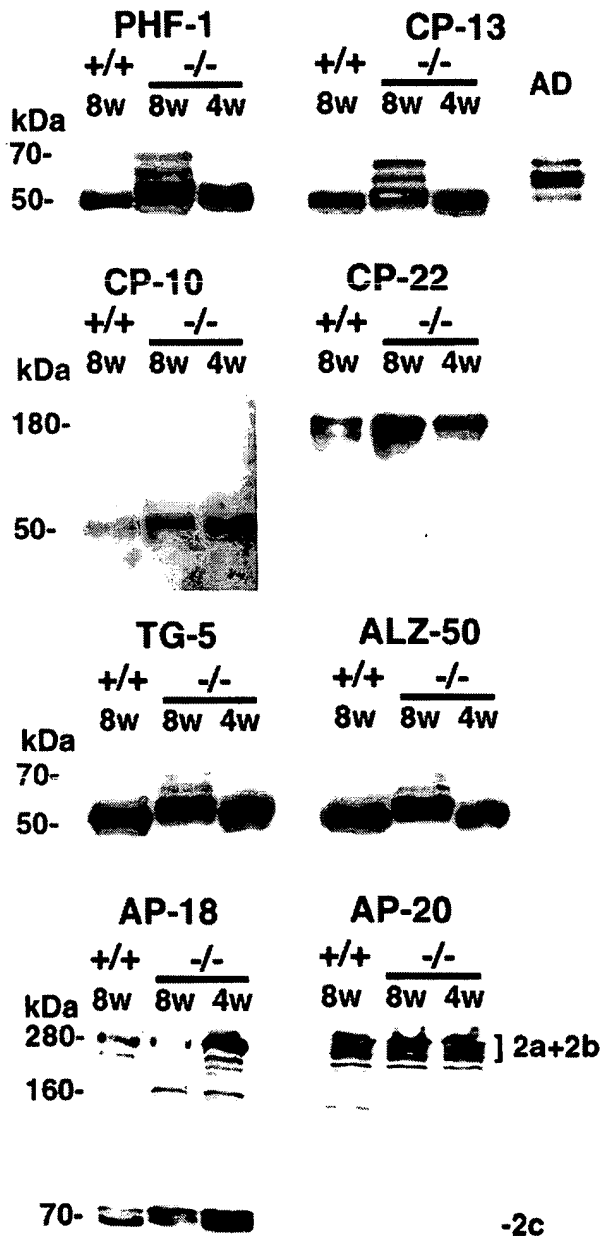 PHF-1 CP-13
+/+ -/- +/+ -/- AD
8w 8w 4w 8w 8w 4w
kDa
70-
50-
CP-10 CP-22
+/+ -/- +/+ -/-
8w 8w 4w 8w 8w 4w
kDa
180-
50-
TG-5 ALZ-50
+/+ -/- +/+ -/-
8w 8w 4w 8w 8w 4w
kDa
70-
50-
AP-18 AP-20
+/+ -/- +/+ -/-
8w 8w 4w 8w 8w 4w
kDa
280- ] 2a+2b
160-
70- -2c